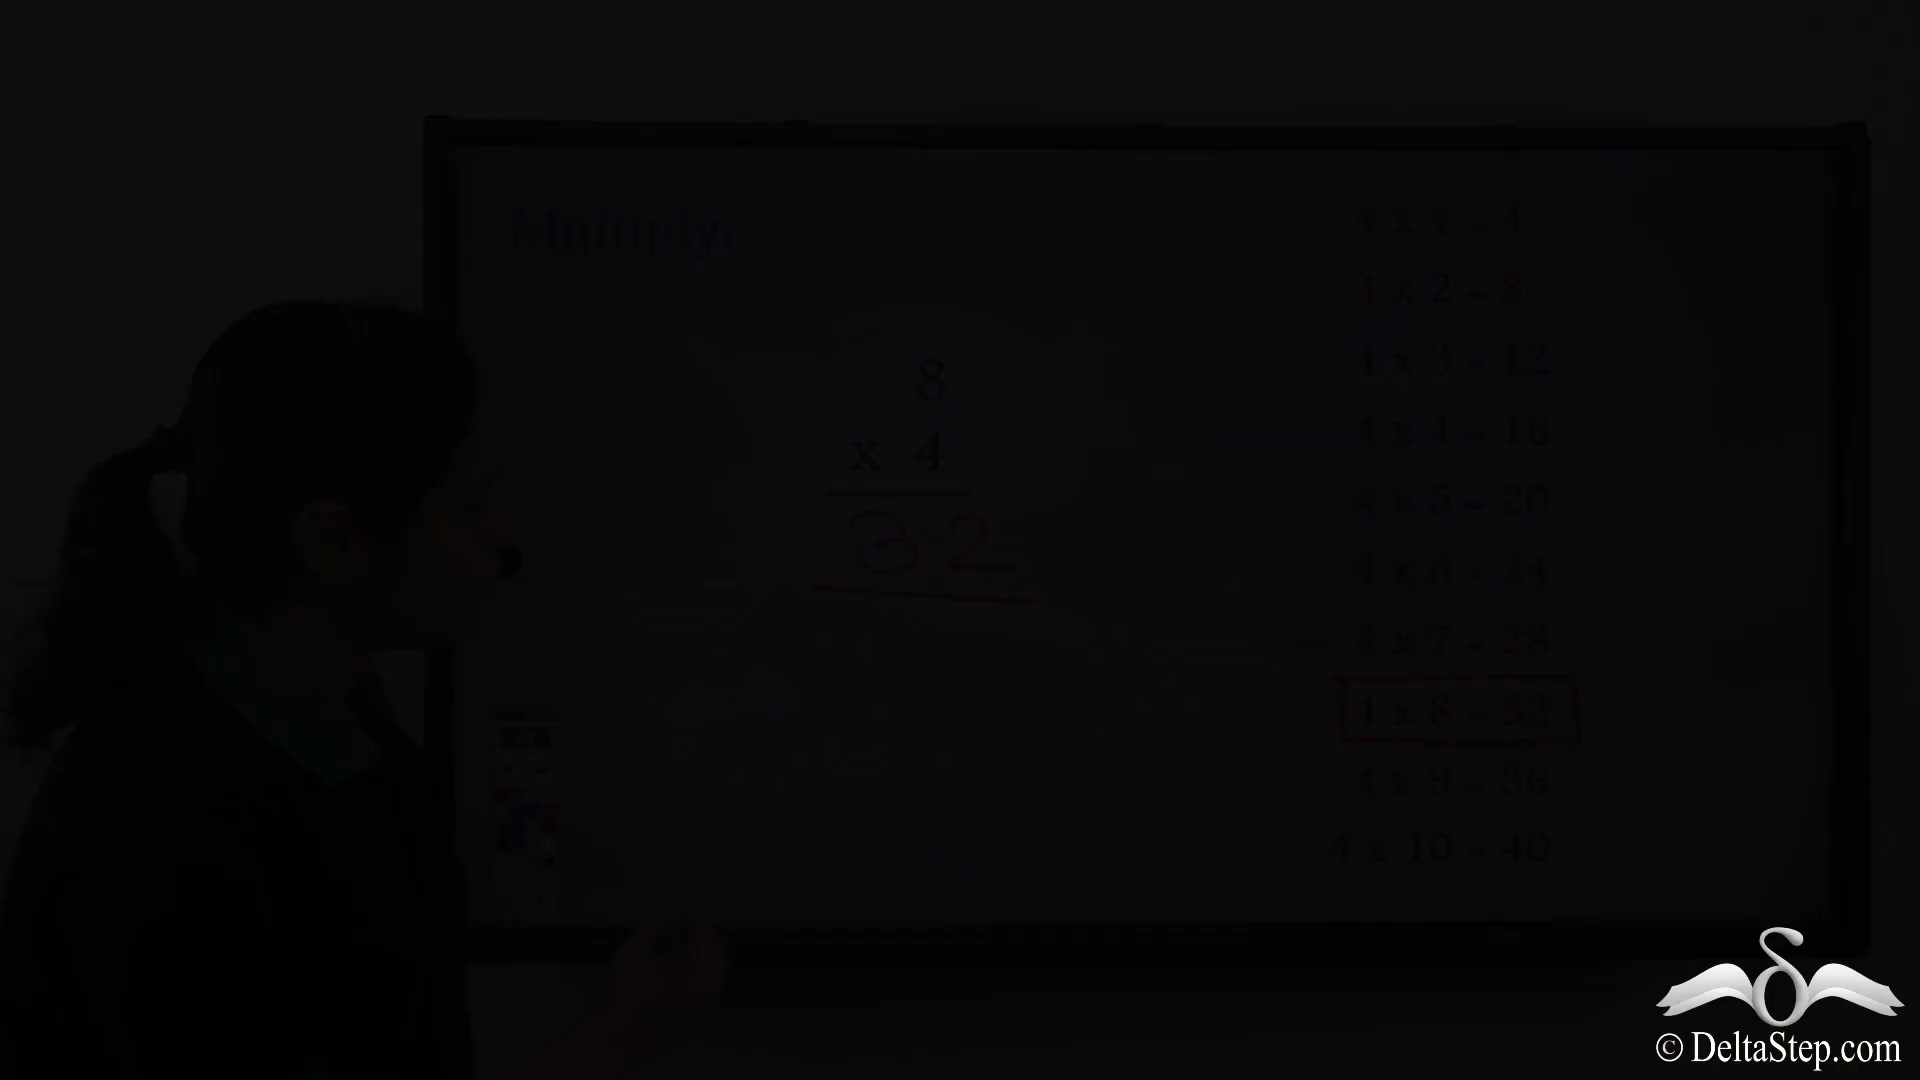 Multiply:
8
x 4
32
4 x 1 = 4
4 x 2 = 8
4 x 3 = 12
4 x 4 = 16
4 x 5 = 20
4 x 6 = 24
4 x 7 = 28
4 x 8 = 32
4 x 9 = 36
4 x 10 = 40
© DeltaStep.com